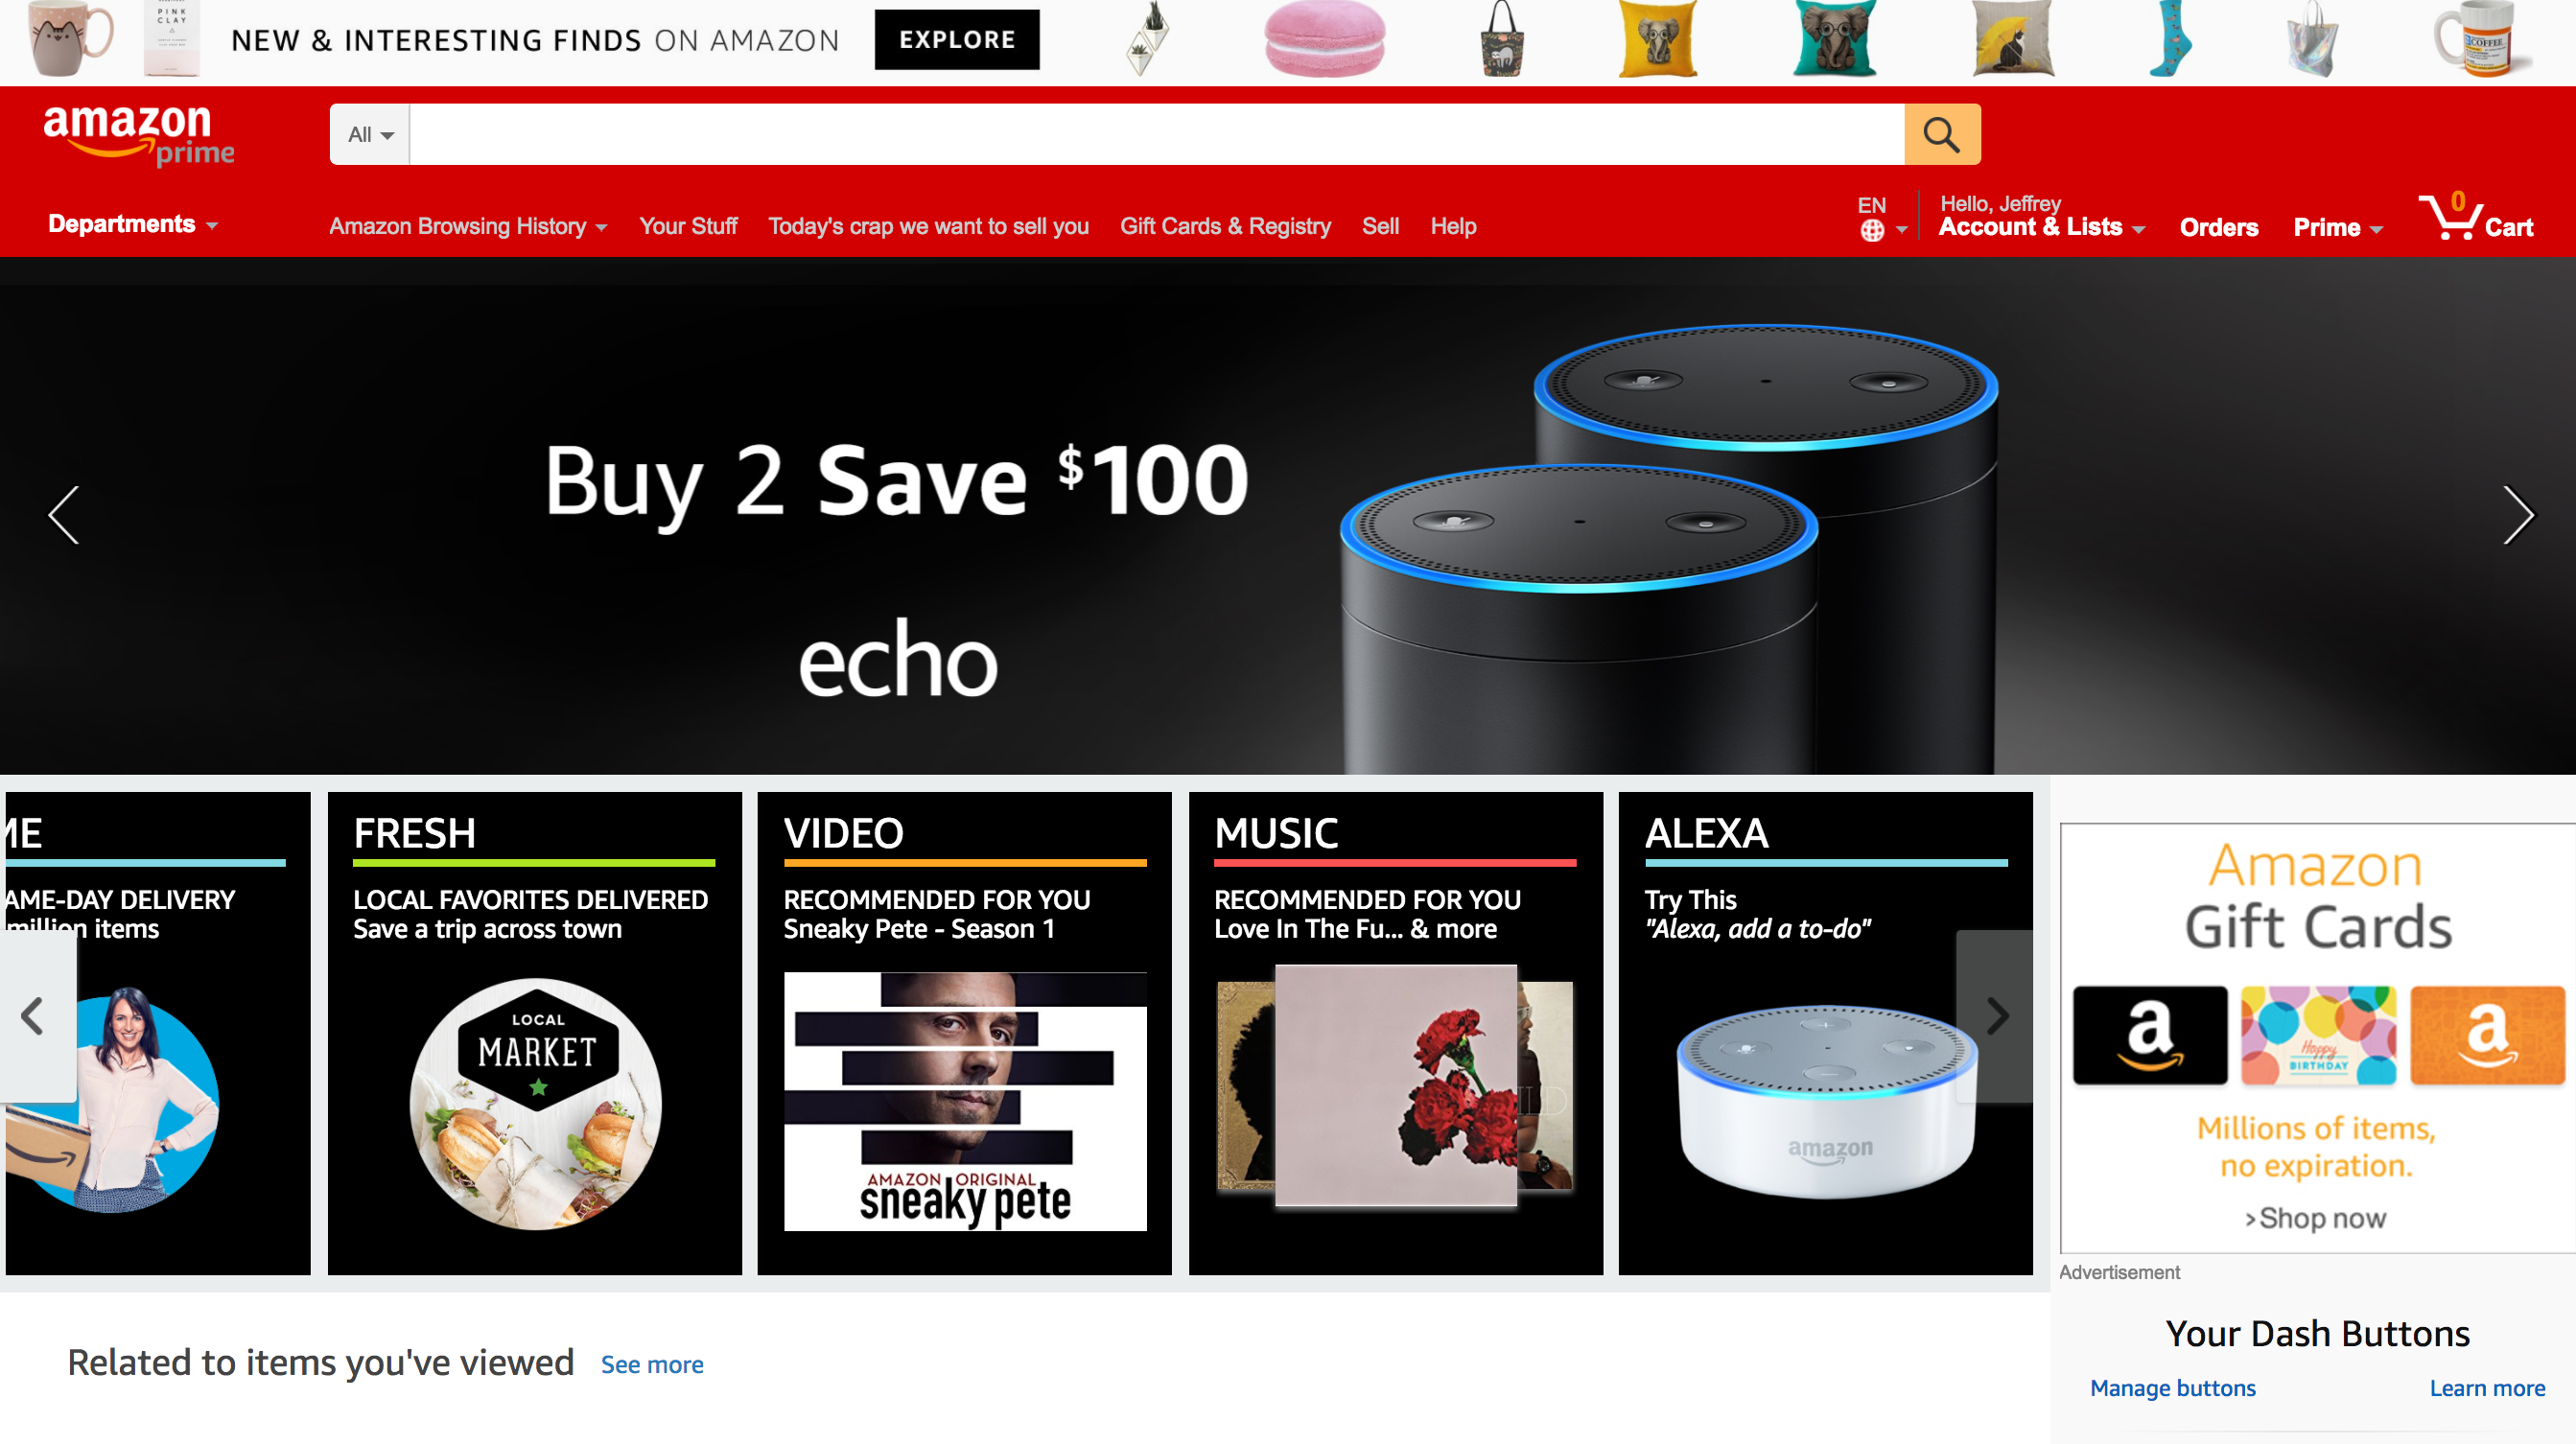 PINK
CLAY
NEW & INTERESTING FINDS ON AMAZON
EXPLORE
COFFEE
amazon
prime
All
Departments
Amazon Browsing History
Your Stuff
Today's crap we want to sell you
Gift Cards & Registry
Sell
Help
EN
Hello, Jeffrey
Account & Lists
Orders
Prime
0
Cart
Buy 2 Save $100
echo
ME
AME-DAY DELIVERY
million items
FRESH
LOCAL FAVORITES DELIVERED
Save a trip across town
LOCAL
MARKET
VIDEO
RECOMMENDED FOR YOU
Sneaky Pete - Season 1
AMAZON ORIGINAL
sneaky pete
MUSIC
RECOMMENDED FOR YOU
Love In The Fu... & more
ILD
ALEXA
Try This
"Alexa, add a to-do"
amazon
Amazon
Gift Cards
a
Happy
BIRTHDAY
a
Millions of items,
no expiration.
›Shop now
Advertisement
Related to items you've viewed
See more
Your Dash Buttons
Manage buttons
Learn more